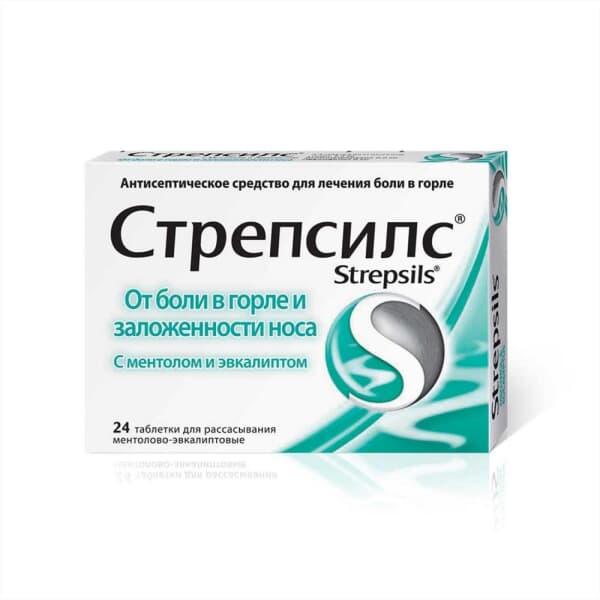 Стрепсилс
Антисептическое средство для лечения боли в горле
Стрепсилс®
Strepsils®
От боли в горле и
заложенности носа
С ментолом и эвкалиптом
24 таблетки для рассасывания
ментолово-эвкалиптовые
Strepsils